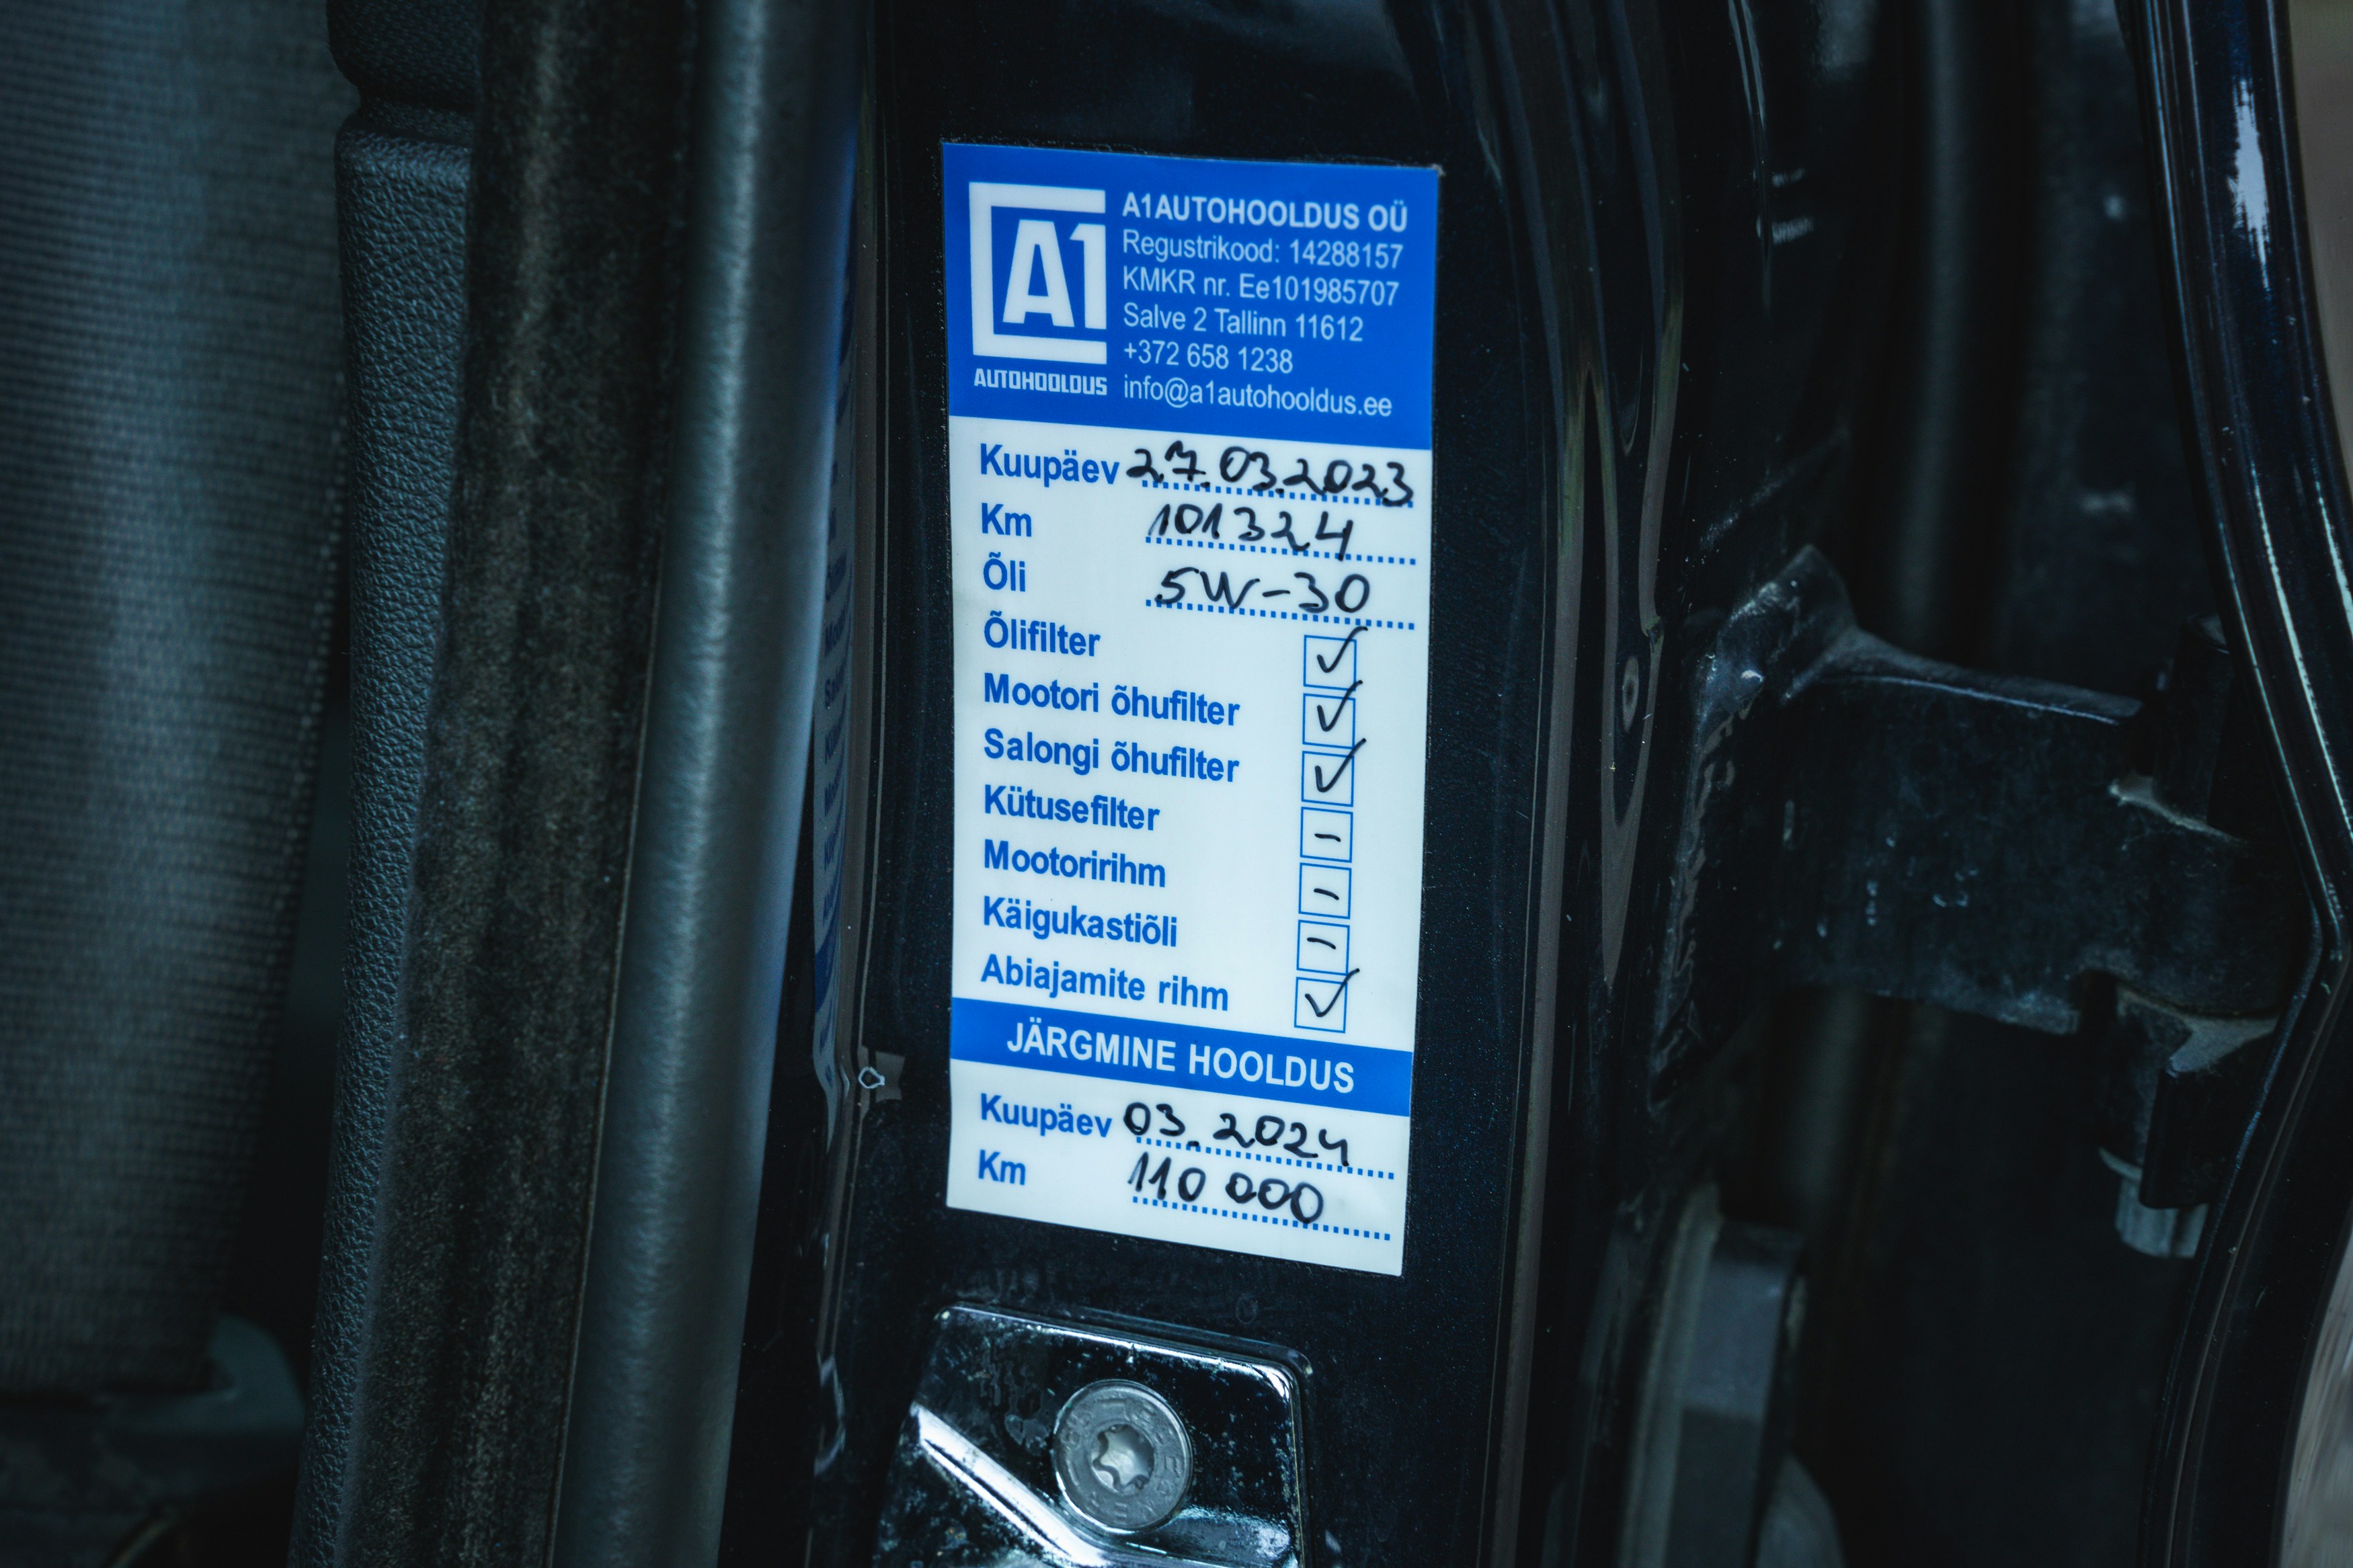 A1
AUTOHOOLDUS
A1AUTOHOOLDUS OÜ
Regustrikood: 14288157
KMKR nr. Ee101985707
Salve 2 Tallinn 11612
+372 658 1238
info@a1autohooldus.ee
Kuupäev 27.03.2023
Km 101324
Õli 5W-30
Õlifilter ✓
Mootori õhufilter ✓
Salongi õhufilter ✓
Kütusefilter -
Mootoririhm -
Käigukastiõli -
Abiajamite rihm ✓
JÄRGMINE HOOLDUS
Kuupäev 03.2024
Km 110 000